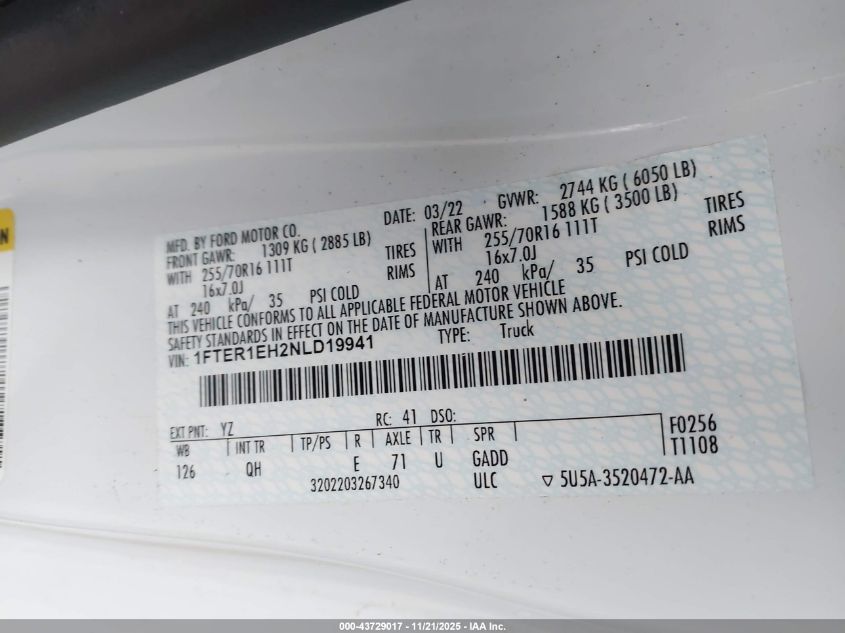 N
MFD. BY FORD MOTOR CO.
DATE: 03/22 GVWR: 2744 KG ( 6050 LB)
FRONT GAWR: 1309 KG ( 2885 LB)
WITH 255/70R16 111T TIRES
16x7.0J RIMS
AT 240 kPa/ 35 PSI COLD
REAR GAWR: 1588 KG ( 3500 LB)
WITH 255/70R16 111T TIRES
16x7.0J RIMS
AT 240 kPa/ 35 PSI COLD
THIS VEHICLE CONFORMS TO ALL APPLICABLE FEDERAL MOTOR VEHICLE
SAFETY STANDARDS IN EFFECT ON THE DATE OF MANUFACTURE SHOWN ABOVE.
VIN: 1FTER1EH2NLD19941 TYPE: Truck
EXT PNT: YZ RC: 41 DSO:
WB INT TR TP/PS R AXLE TR SPR
126 QH E 71 U GADD
F0256
T1108
3202203267340 ULC ▽ 5U5A-3520472-AA
000-43729017 - 11/21/2025 - IAA Inc.